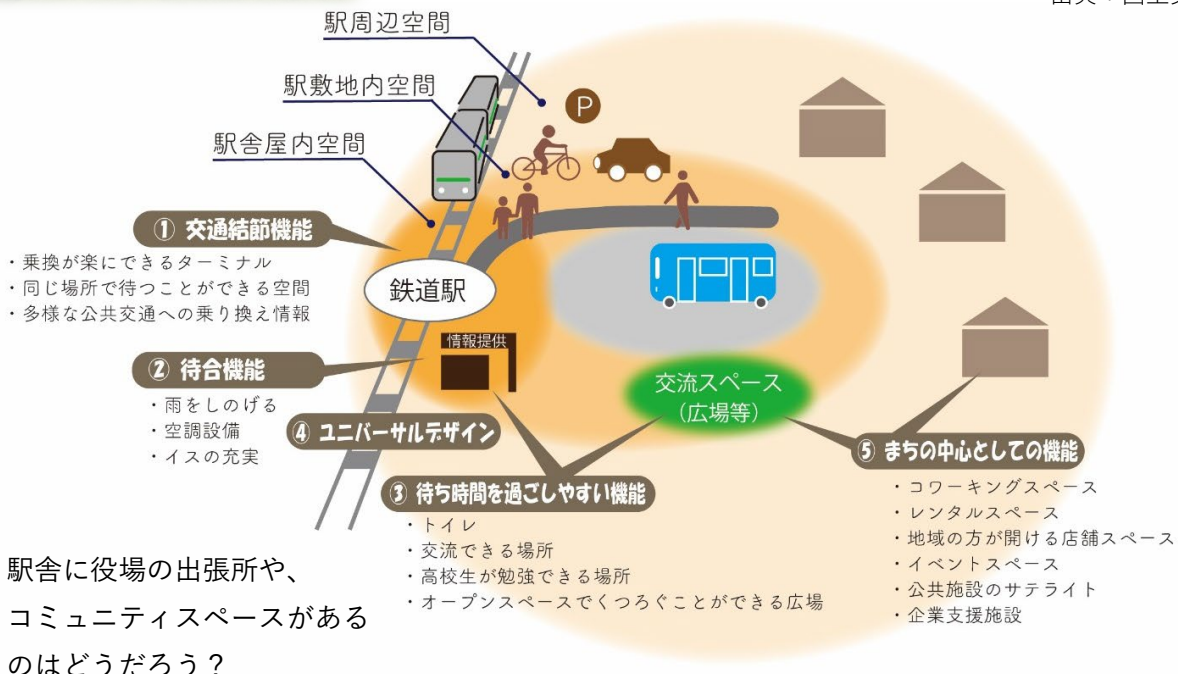 駅周辺空間
駅敷地内空間
P
駅舎屋内空間
① 交通結節機能
・乗換が楽にできるターミナル
・同じ場所で待つことができる空間
・多様な公共交通への乗り換え情報
鉄道駅
情報提供
② 待合機能
・雨をしのげる
・空調設備
・イスの充実
④ ユニバーサルデザイン
交流スペース
（広場等）
③ 待ち時間を過ごしやすい機能
・トイレ
・交流できる場所
・高校生が勉強できる場所
・オープンスペースでくつろぐことができる広場
⑤ まちの中心としての機能
・コワーキングスペース
・レンタルスペース
・地域の方が開ける店舗スペース
・イベントスペース
・公共施設のサテライト
・企業支援施設
駅舎に役場の出張所や、
コミュニティスペースがある
のはどうだろう？